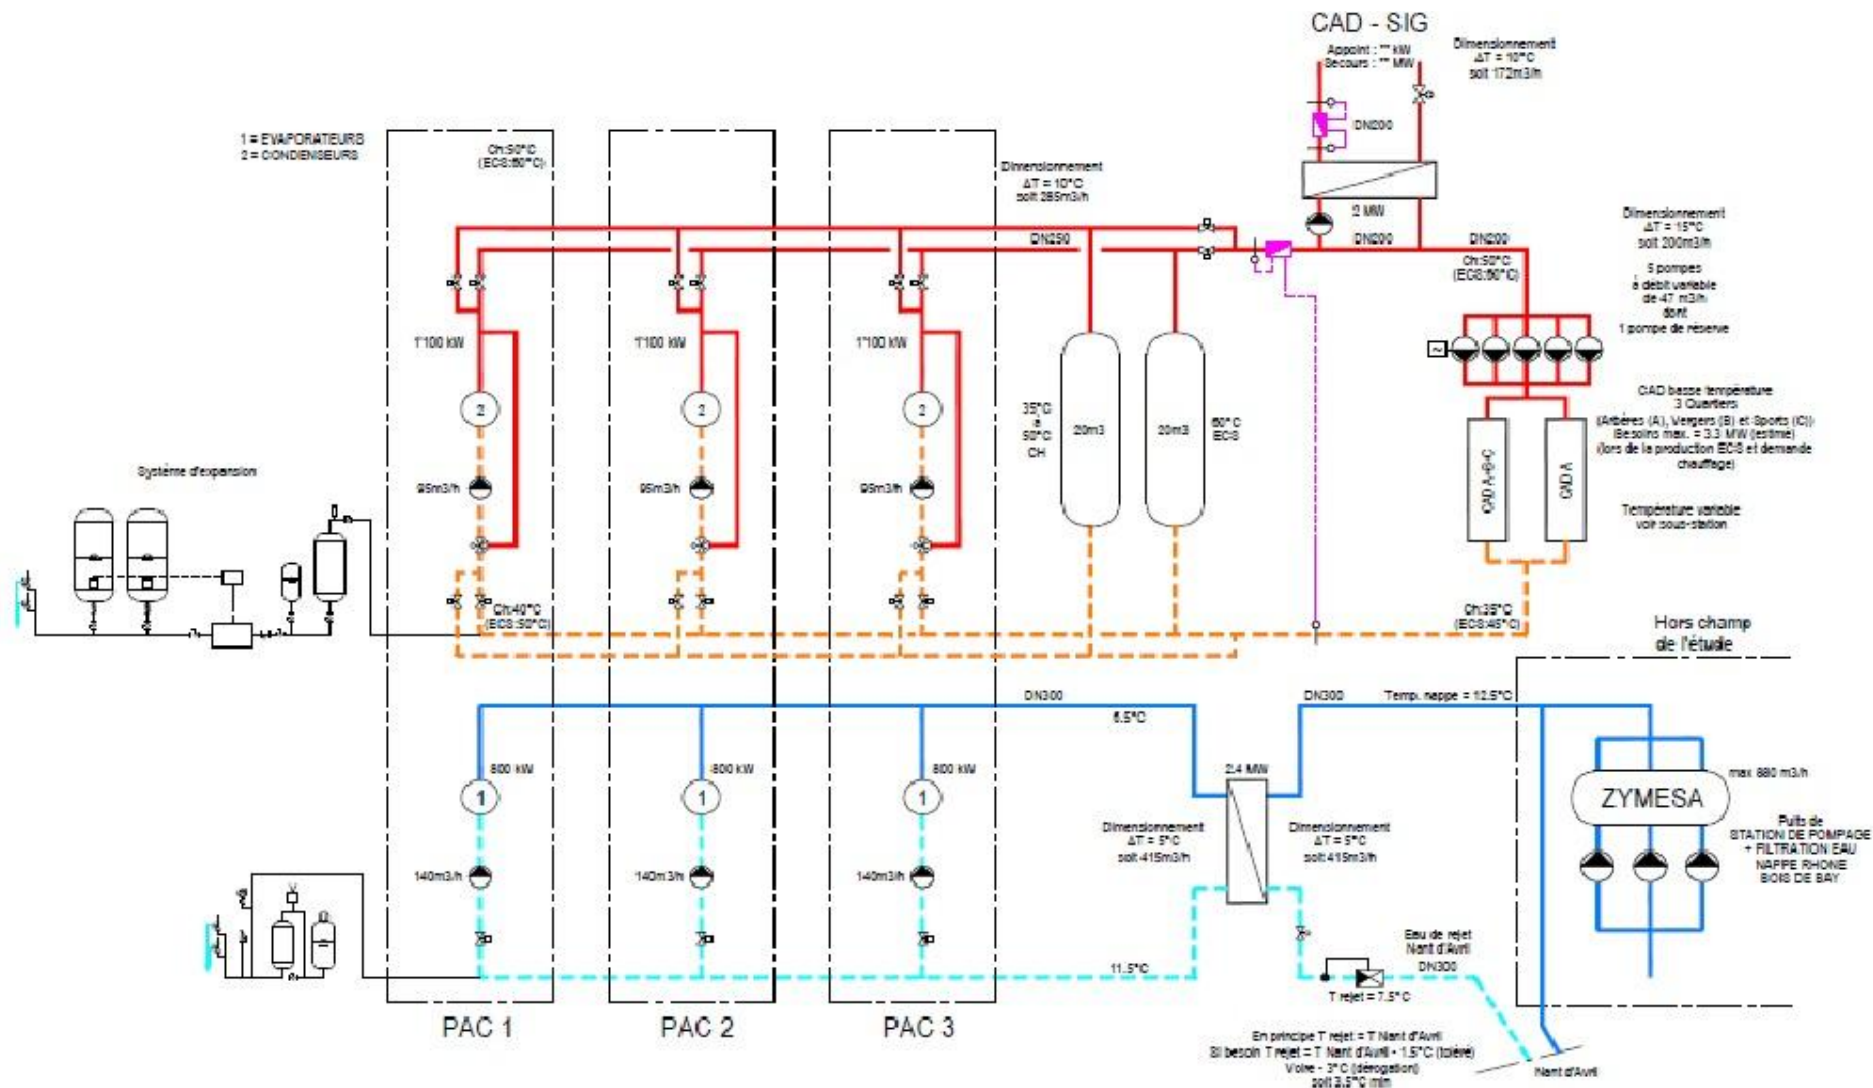 CAD - SIG
Appoint : ** kW
Secours : ** MW
Dimensionnement
ΔT = 10°C
soit 172m3/h
DN200
1 = EVAPORATEURS
2 = CONDENSEURS
Ch:50°C
(ECS:60°C)
Dimensionnement
ΔT = 10°C
soit 285m3/h
2 MW
DN250
DN200
DN200
Ch:50°C
(ECS:60°C)
Dimensionnement
ΔT = 15°C
soit 200m3/h
5 pompes
à débit variable
de 47 m3/h
dont
1 pompe de réserve
1'100 kW
1'100 kW
1'100 kW
2
2
2
35°C
à
50°C
CH
20m3
20m3
60°C
ECS
~
CAD basse température
3 Quartiers
(Arbères (A), Vergers (B) et Sports (C))
Besoins max. = 3.3 MW (estimé)
(lors de la production ECS et demande
chauffage)
CAD A+B+C
CAD A
Température variable
voir sous-station
Système d'expansion
95m3/h
95m3/h
95m3/h
Ch:40°C
(ECS:50°C)
Ch:35°C
(ECS:45°C)
Hors champ
de l'étude
DN300
6.5°C
DN300
Temp. nappe = 12.5°C
800 kW
800 kW
800 kW
2.4 MW
1
1
1
max 880 m3/h
ZYMESA
Puits de
STATION DE POMPAGE
+ FILTRATION EAU
NAPPE RHONE
BOIS DE BAY
Dimensionnement
ΔT = 5°C
soit 415m3/h
Dimensionnement
ΔT = 5°C
soit 415m3/h
140m3/h
140m3/h
140m3/h
11.5°C
Eau de rejet
Nant d'Avril
DN300
T rejet = 7.5°C
PAC 1
PAC 2
PAC 3
En principe T rejet = T Nant d'Avril
Si besoin T rejet = T Nant d'Avril - 1.5°C (toléré)
Voire - 3°C (dérogation)
soit 3.5°C min
Nant d'Avril